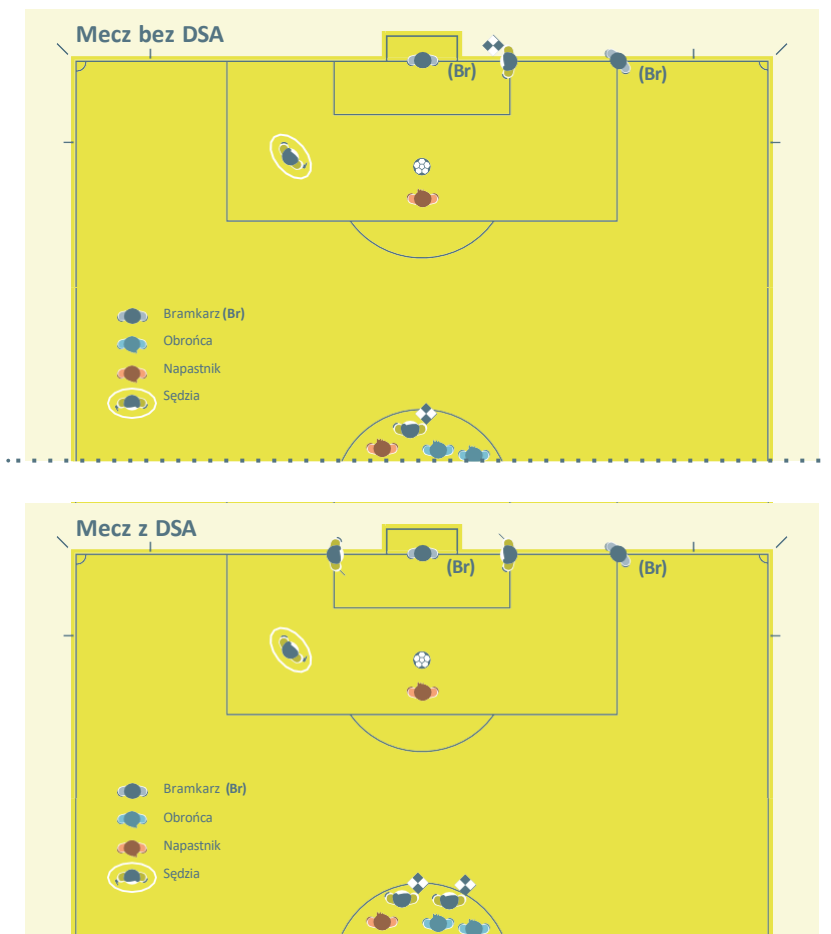 Mecz bez DSA
(Br)
(Br)
Bramkarz (Br)
Obrońca
Napastnik
Sędzia
Mecz z DSA
(Br)
(Br)
Bramkarz (Br)
Obrońca
Napastnik
Sędzia